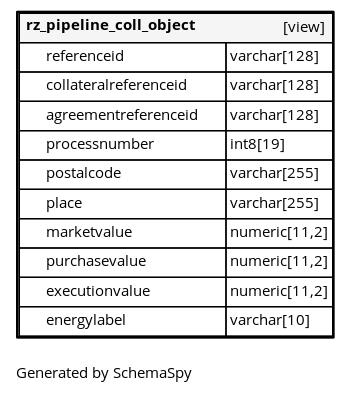 rz_pipeline_coll_object [view]
referenceid varchar[128]
collateralreferenceid varchar[128]
agreementreferenceid varchar[128]
processnumber int8[19]
postalcode varchar[255]
place varchar[255]
marketvalue numeric[11,2]
purchasevalue numeric[11,2]
executionvalue numeric[11,2]
energylabel varchar[10]
Generated by SchemaSpy